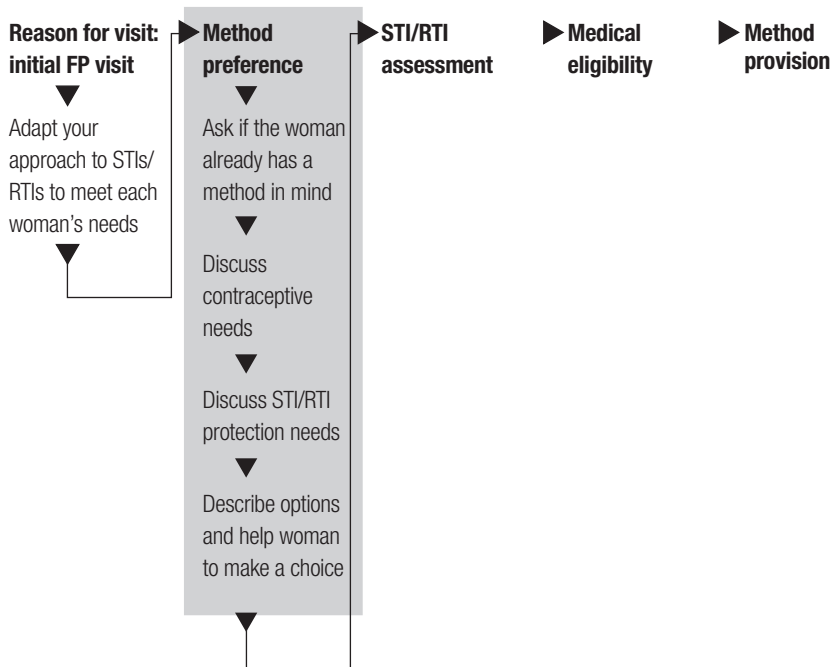 Reason for visit:
initial FP visit
Adapt your
approach to STIs/
RTIs to meet each
woman's needs
Method
preference
Ask if the woman
already has a
method in mind
Discuss
contraceptive
needs
Discuss STI/RTI
protection needs
Describe options
and help woman
to make a choice
STI/RTI
assessment
Medical
eligibility
Method
provision